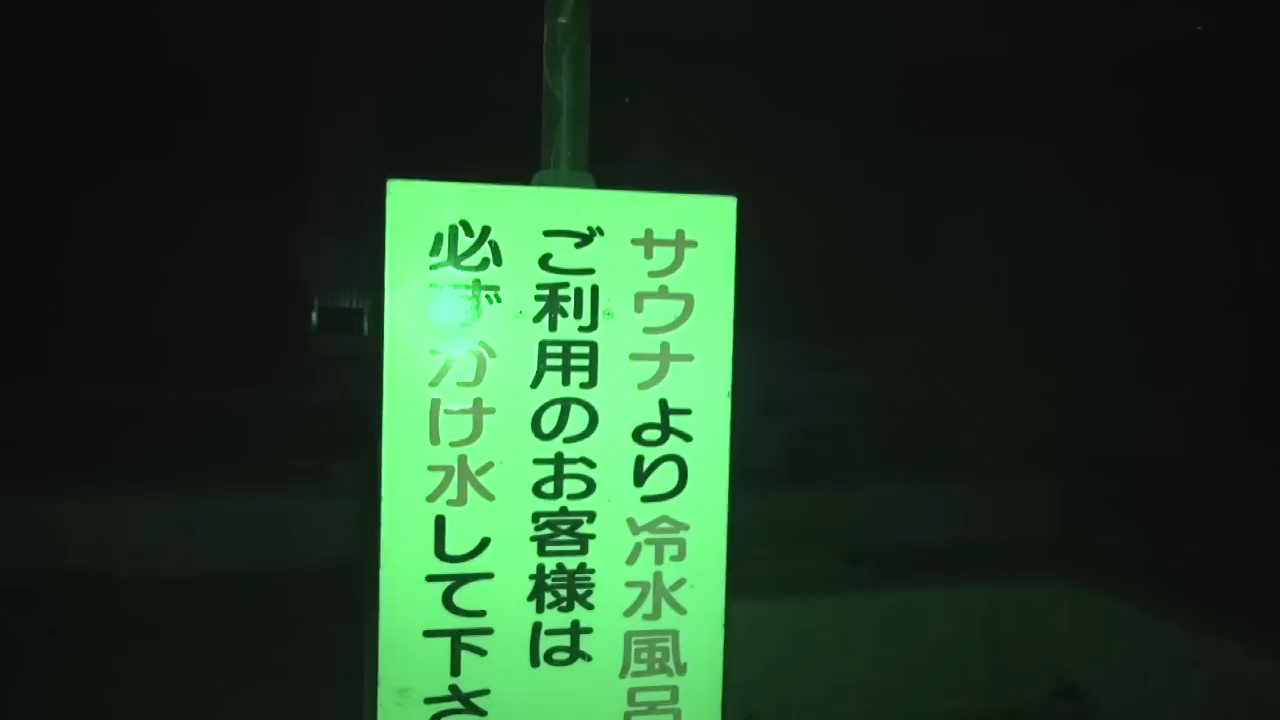 サウナより冷水風呂
ご利用のお客様は
必ずかけ水して下さ